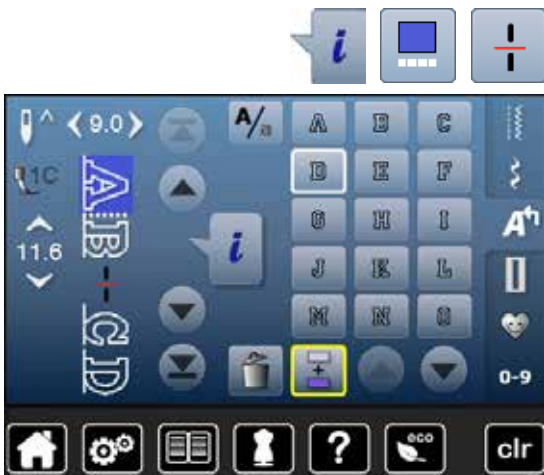 i
9.0 A/a A B C
1C A D E F
11.6 B i G H I
J K L
C M N O
D 0-9
? eco clr